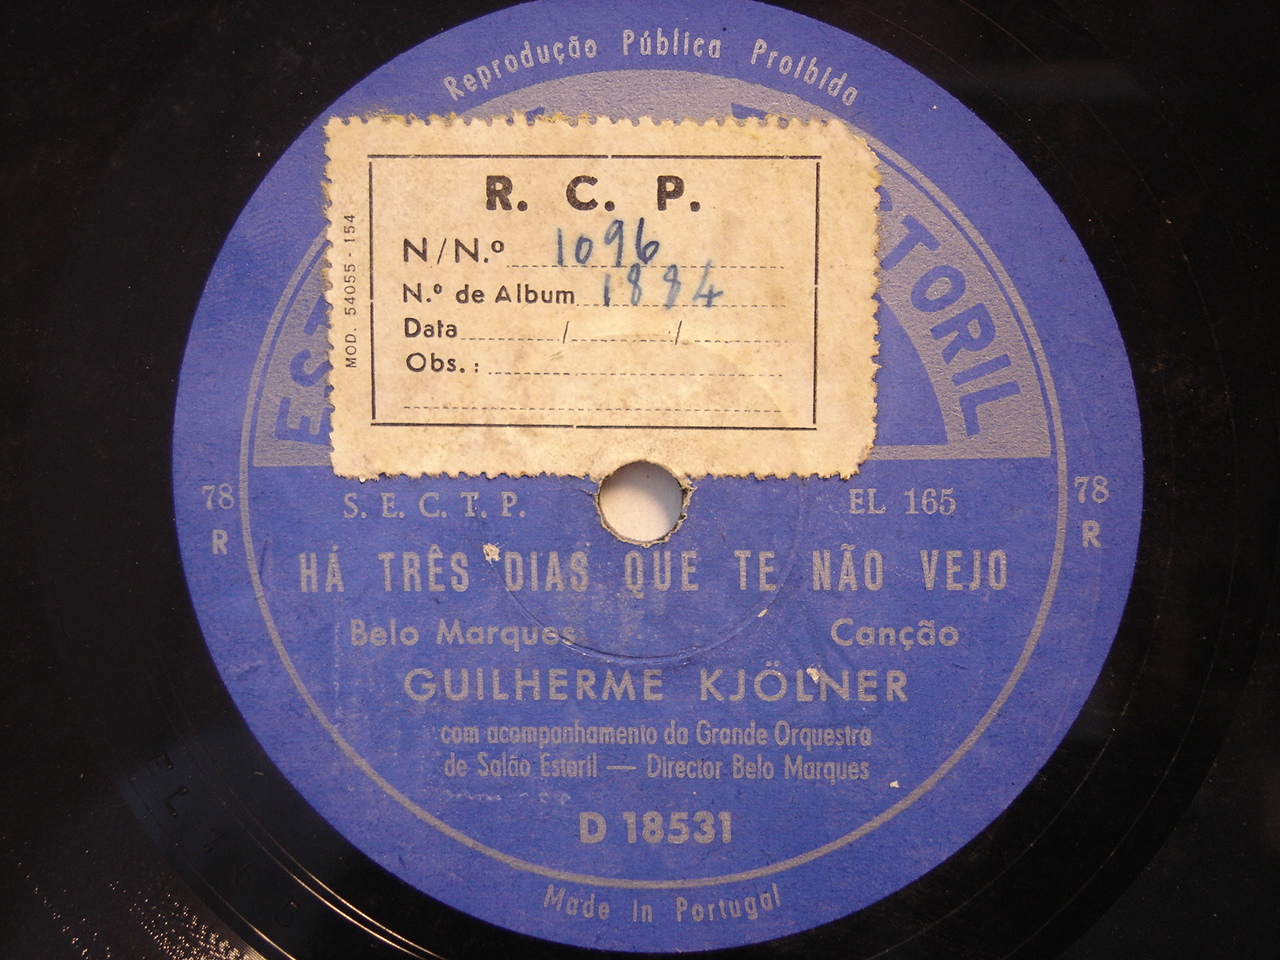 Reprodução Pública Proibida
R. C. P.
N/N.º 1096
N.º de Album 1884
Data / /
Obs.:
MOD. 54055 - 154
EST
STORIL
78
R
S. E. C. T. P.
EL 165
78
R
HÁ TRÊS DIAS QUE TE NÃO VEJO
Belo Marques Canção
GUILHERME KJÖLNER
com acompanhamento da Grande Orquestra
de Salão Estoril — Director Belo Marques
D 18531
Made in Portugal